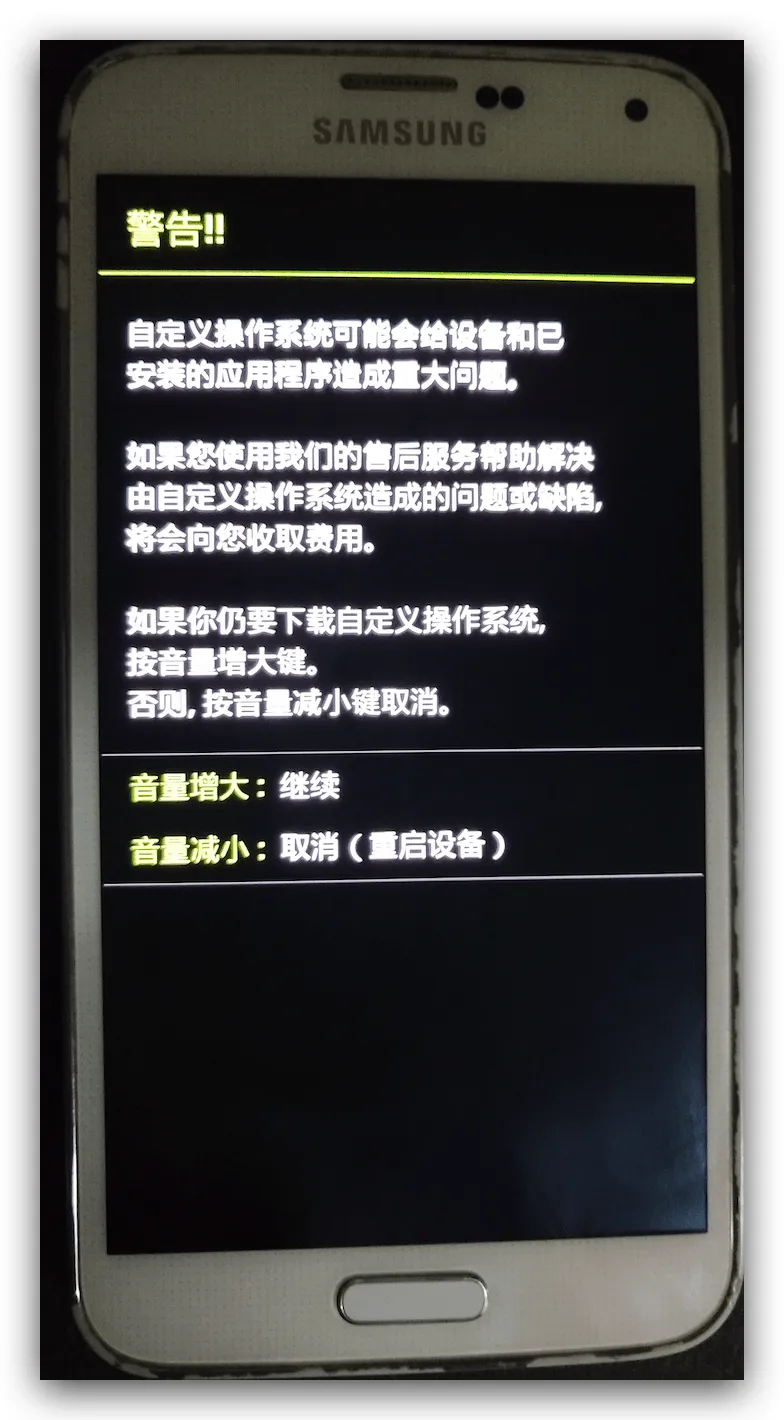 SAMSUNG
警告!!
自定义操作系统可能会给设备和已
安装的应用程序造成重大问题。
如果您使用我们的售后服务帮助解决
由自定义操作系统造成的问题或缺陷,
将会向您收取费用。
如果你仍要下载自定义操作系统,
按音量增大键。
否则, 按音量减小键取消。
音量增大：继续
音量减小：取消（重启设备）